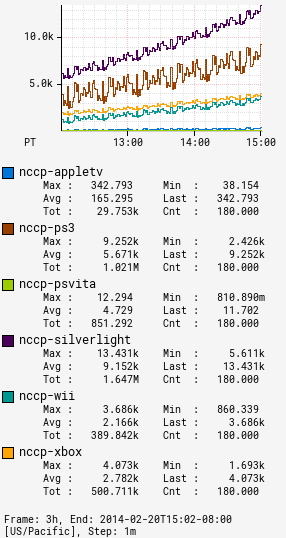 10.0k
5.0k
PT 13:00 14:00 15:00
nccp-appletv
Max : 342.793 Min : 38.154
Avg : 165.295 Last : 342.793
Tot : 29.753k Cnt : 180.000
nccp-ps3
Max : 9.252k Min : 2.426k
Avg : 5.671k Last : 9.252k
Tot : 1.021M Cnt : 180.000
nccp-psvita
Max : 12.294 Min : 810.890m
Avg : 4.729 Last : 11.702
Tot : 851.292 Cnt : 180.000
nccp-silverlight
Max : 13.431k Min : 5.611k
Avg : 9.152k Last : 13.431k
Tot : 1.647M Cnt : 180.000
nccp-wii
Max : 3.686k Min : 860.339
Avg : 2.166k Last : 3.686k
Tot : 389.842k Cnt : 180.000
nccp-xbox
Max : 4.073k Min : 1.693k
Avg : 2.782k Last : 4.073k
Tot : 500.711k Cnt : 180.000
Frame: 3h, End: 2014-02-20T15:02-08:00
[US/Pacific], Step: 1m